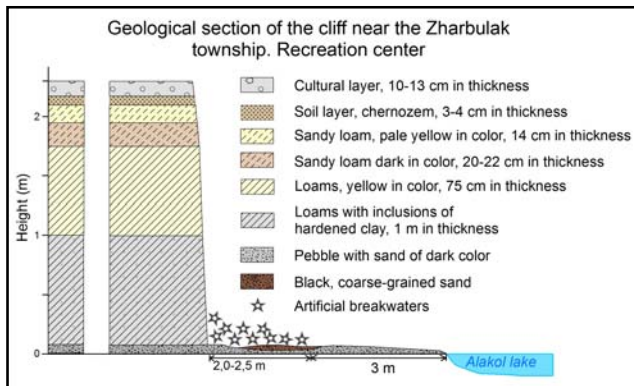 Geological section of the cliff near the Zharbulak
township. Recreation center
Cultural layer, 10-13 cm in thickness
Soil layer, chernozem, 3-4 cm in thickness
Sandy loam, pale yellow in color, 14 cm in thickness
Sandy loam dark in color, 20-22 cm in thickness
Loams, yellow in color, 75 cm in thickness
Loams with inclusions of
hardened clay, 1 m in thickness
Pebble with sand of dark color
Black, coarse-grained sand
Artificial breakwaters
Height (m)
2
1
0
2,0-2,5 m
3 m
Alakol lake